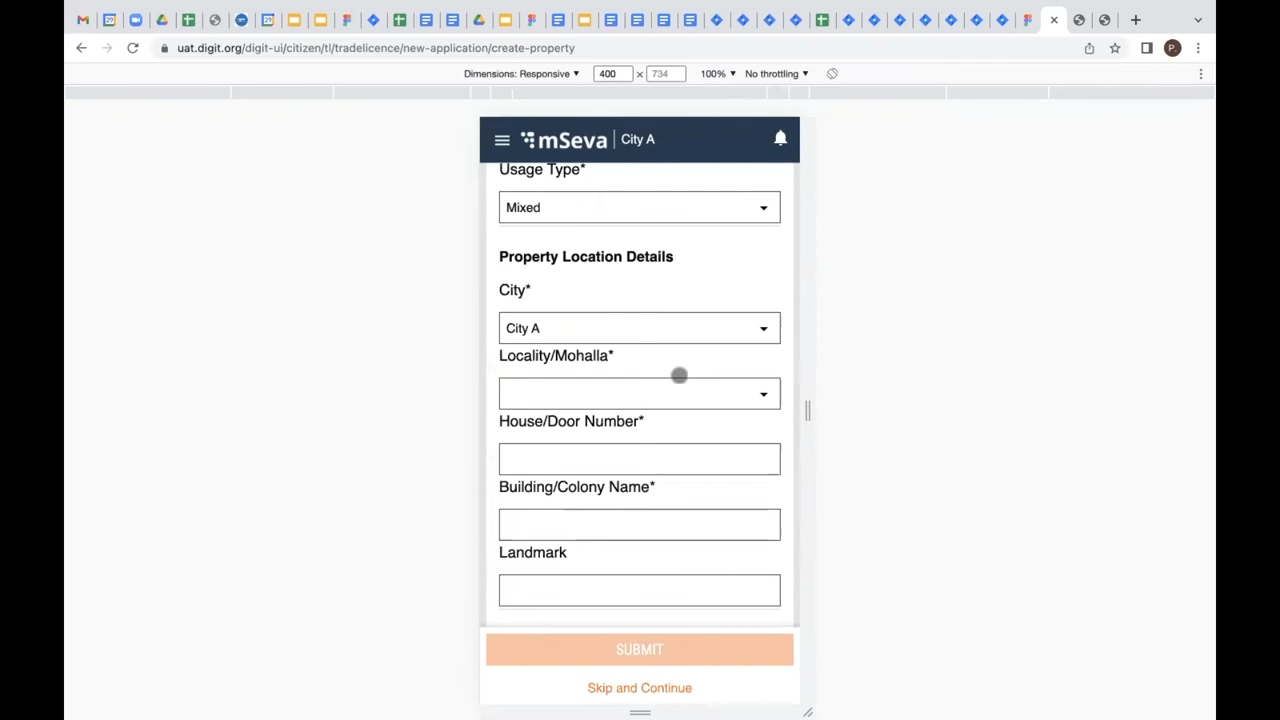 uat.digit.org/digit-ui/citizen/tl/tradelicence/new-application/create-property
P.
Dimensions: Responsive 400 × 734 100% No throttling
mSeva City A
Usage Type*
Mixed
Property Location Details
City*
City A
Locality/Mohalla*
House/Door Number*
Building/Colony Name*
Landmark
SUBMIT
Skip and Continue